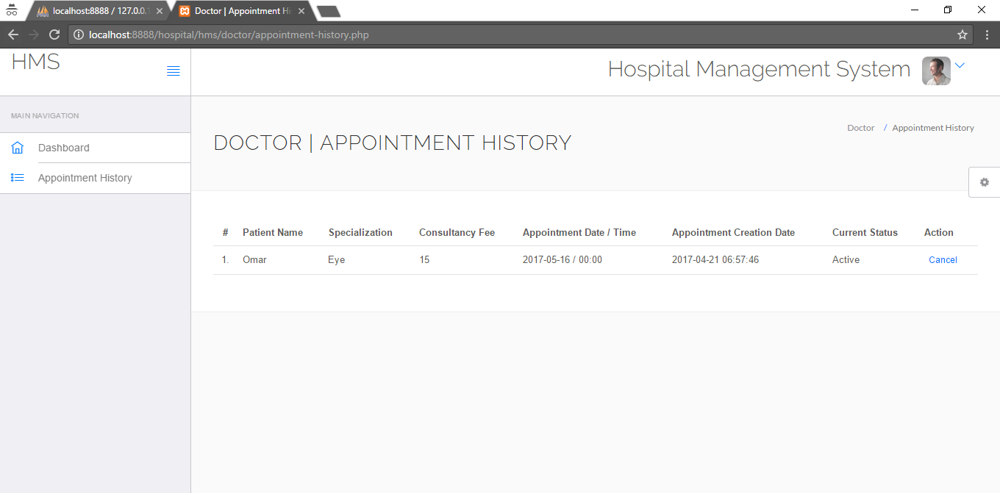 localhost:8888 / 127.0.0.1
Doctor | Appointment Hi
localhost:8888/hospital/hms/doctor/appointment-history.php
HMS
Hospital Management System
MAIN NAVIGATION
Dashboard
Appointment History
DOCTOR | APPOINTMENT HISTORY
Doctor / Appointment History
# Patient Name Specialization Consultancy Fee Appointment Date / Time Appointment Creation Date Current Status Action
1. Omar Eye 15 2017-05-16 / 00:00 2017-04-21 06:57:46 Active Cancel